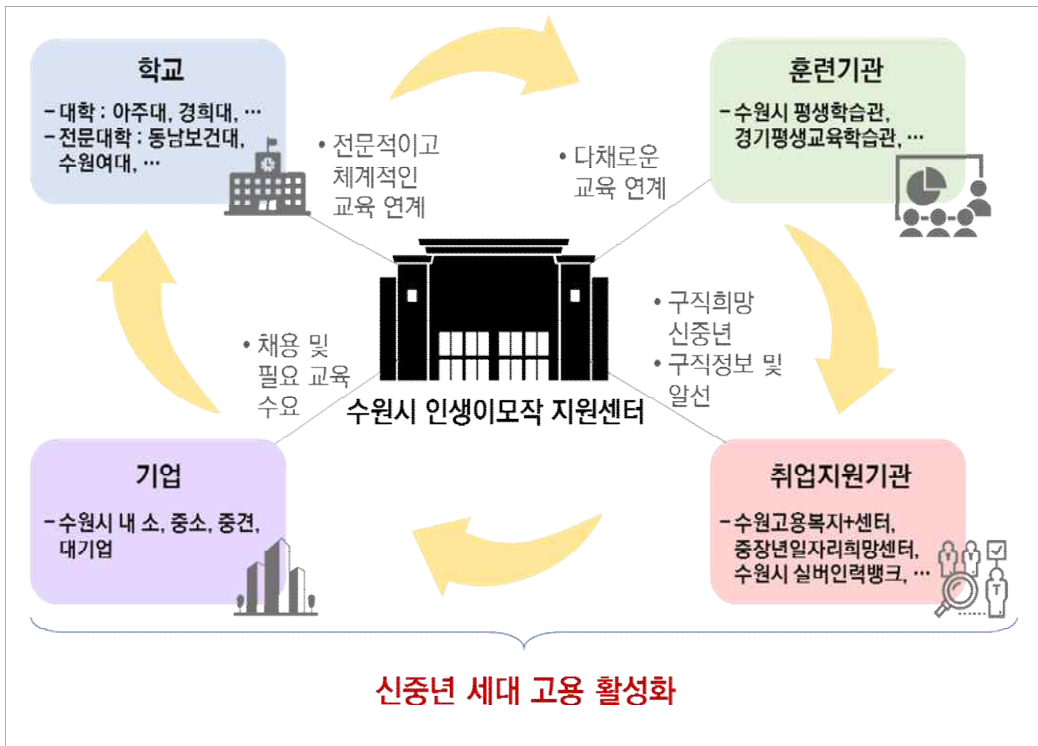 학교
- 대학 : 아주대, 경희대, …
- 전문대학 : 동남보건대,
수원여대, …
• 전문적이고
체계적인
교육 연계
• 다채로운
교육 연계
훈련기관
- 수원시 평생학습관,
경기평생교육학습관, …
• 채용 및
필요 교육
수요
• 구직희망
신중년
• 구직정보 및
알선
수원시 인생이모작 지원센터
기업
- 수원시 내 소, 중소, 중견,
대기업
취업지원기관
- 수원고용복지+센터,
중장년일자리희망센터,
수원시 실버인력뱅크, …
신중년 세대 고용 활성화